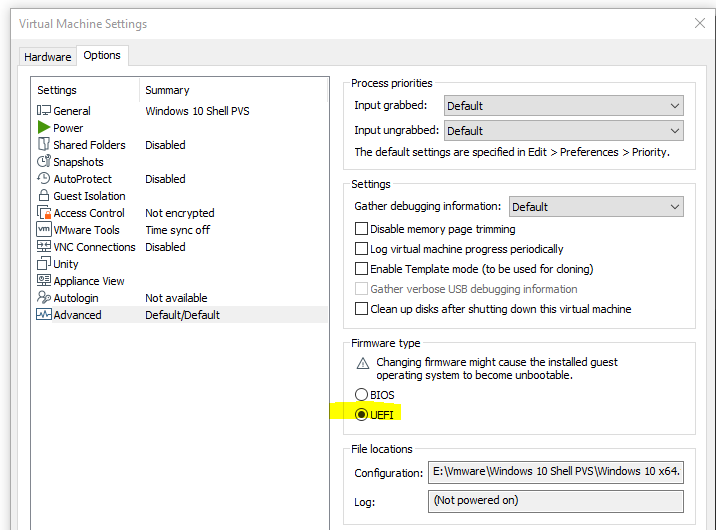 Virtual Machine Settings
Hardware
Options
Settings Summary
General Windows 10 Shell PVS
Power
Shared Folders Disabled
Snapshots
AutoProtect Disabled
Guest Isolation
Access Control Not encrypted
VMware Tools Time sync off
VNC Connections Disabled
Unity
Appliance View
Autologin Not available
Advanced Default/Default
Process priorities
Input grabbed: Default
Input ungrabbed: Default
The default settings are specified in Edit > Preferences > Priority.
Settings
Gather debugging information: Default
Disable memory page trimming
Log virtual machine progress periodically
Enable Template mode (to be used for cloning)
Gather verbose USB debugging information
Clean up disks after shutting down this virtual machine
Firmware type
Changing firmware might cause the installed guest
operating system to become unbootable.
BIOS
UEFI
File locations
Configuration: E:\Vmware\Windows 10 Shell PVS\Windows 10 x64.
Log: (Not powered on)